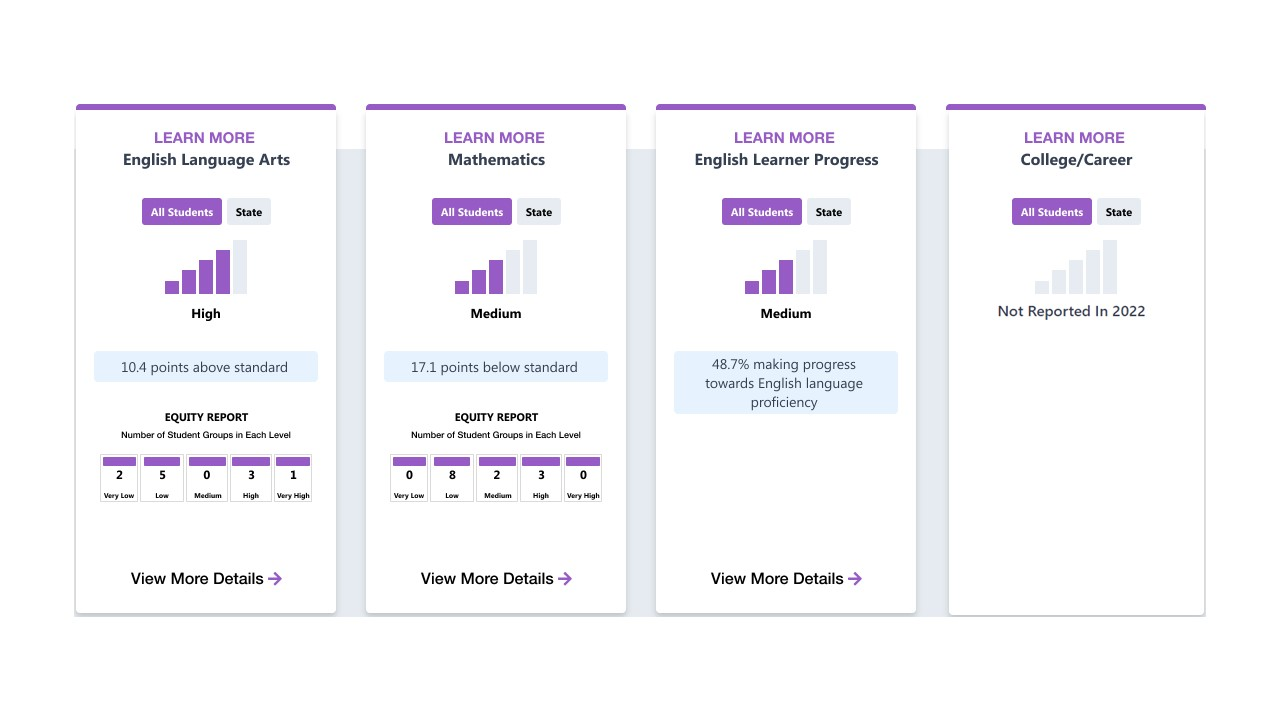 LEARN MORE
English Language Arts
All Students State
High
10.4 points above standard
EQUITY REPORT
Number of Student Groups in Each Level
2 5 0 3 1
Very Low Low Medium High Very High
View More Details
LEARN MORE
Mathematics
All Students State
Medium
17.1 points below standard
EQUITY REPORT
Number of Student Groups in Each Level
0 8 2 3 0
Very Low Low Medium High Very High
View More Details
LEARN MORE
English Learner Progress
All Students State
Medium
48.7% making progress
towards English language
proficiency
View More Details
LEARN MORE
College/Career
All Students State
Not Reported In 2022